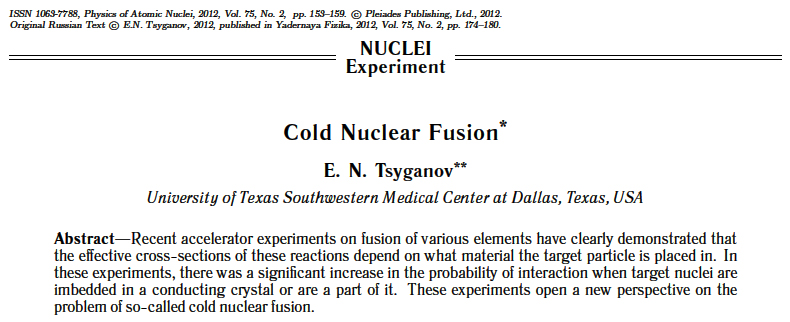 ISSN 1063-7788, Physics of Atomic Nuclei, 2012, Vol. 75, No. 2, pp. 153–159. © Pleiades Publishing, Ltd., 2012.
Original Russian Text © E.N. Tsyganov, 2012, published in Yadernaya Fizika, 2012, Vol. 75, No. 2, pp. 174–180.
NUCLEI
Experiment
Cold Nuclear Fusion*
E. N. Tsyganov**
University of Texas Southwestern Medical Center at Dallas, Texas, USA
Abstract—Recent accelerator experiments on fusion of various elements have clearly demonstrated that
the effective cross-sections of these reactions depend on what material the target particle is placed in. In
these experiments, there was a significant increase in the probability of interaction when target nuclei are
imbedded in a conducting crystal or are a part of it. These experiments open a new perspective on the
problem of so-called cold nuclear fusion.